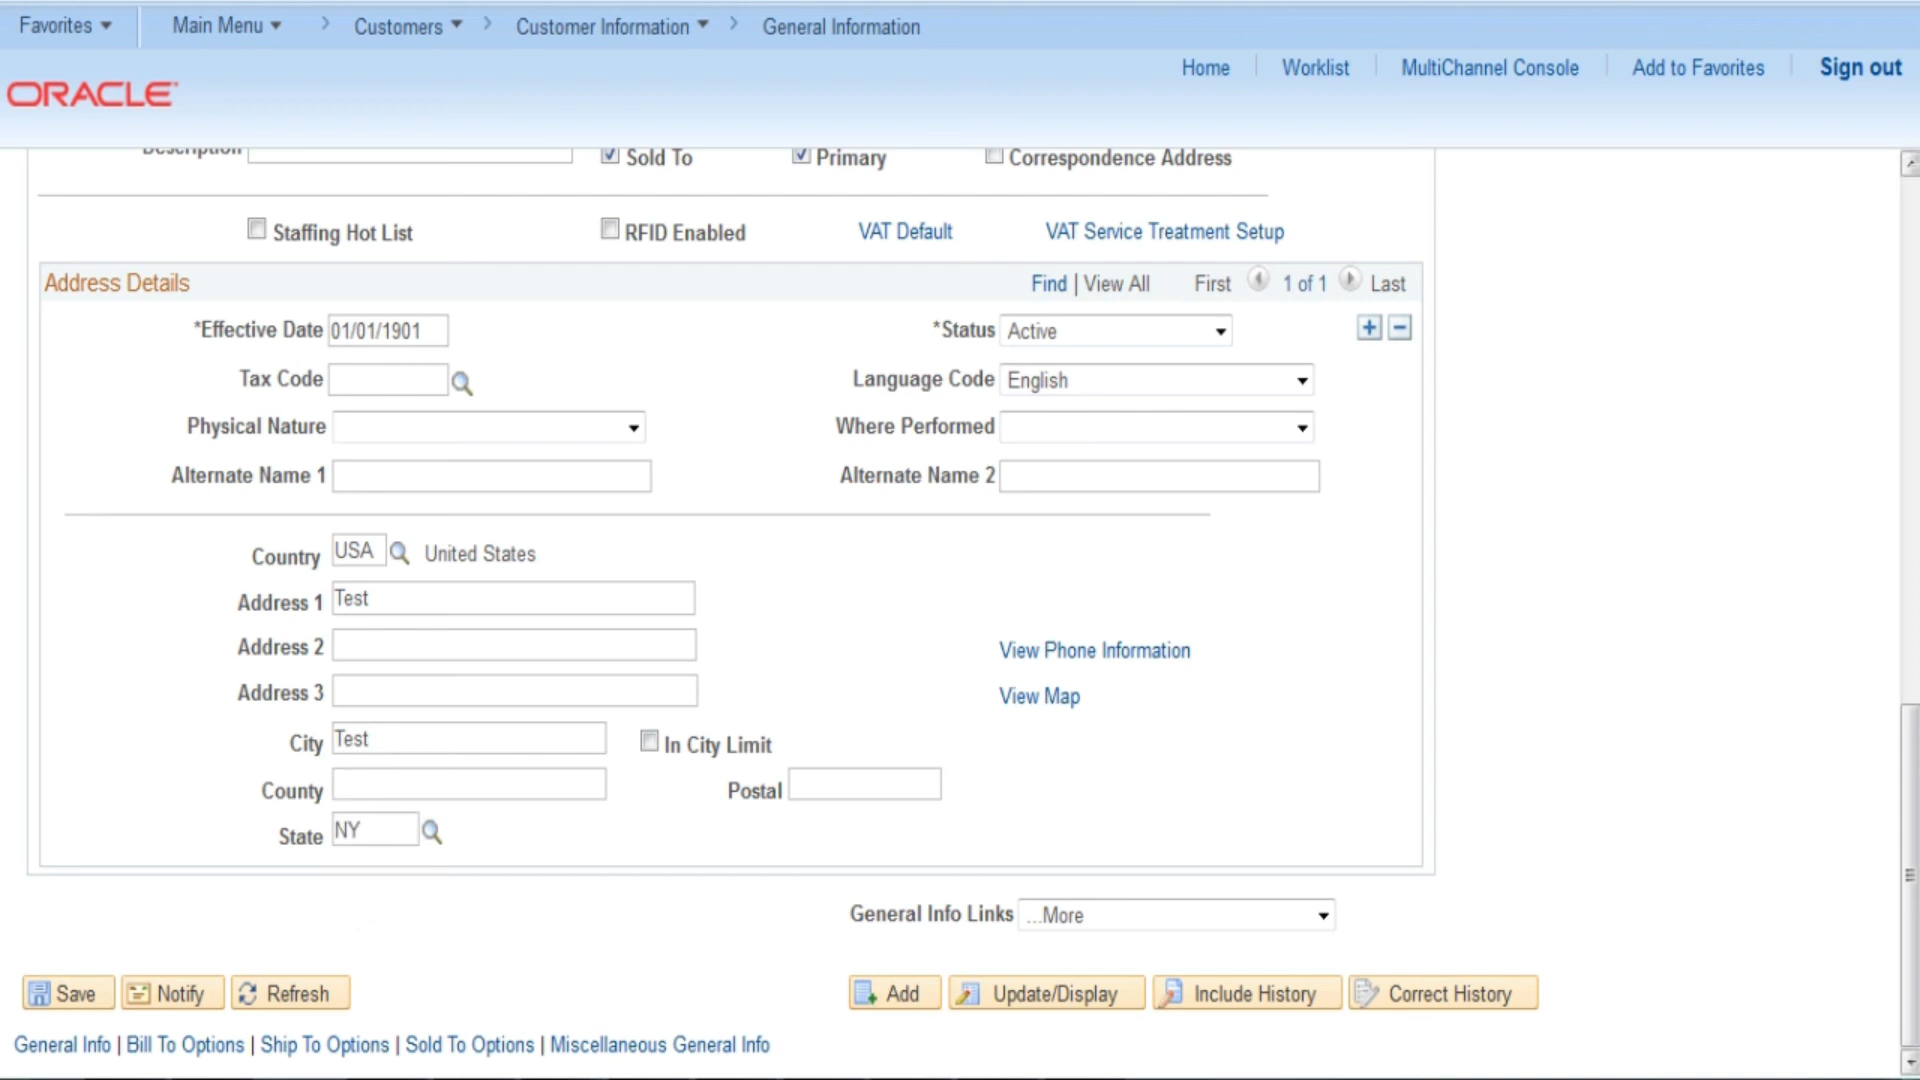 Favorites Main Menu > Customers > Customer Information > General Information
Home Worklist MultiChannel Console Add to Favorites Sign out
ORACLE
Description Sold To Primary Correspondence Address
Staffing Hot List RFID Enabled VAT Default VAT Service Treatment Setup
Address Details Find | View All First 1 of 1 Last
*Effective Date 01/01/1901 *Status Active
Tax Code Language Code English
Physical Nature Where Performed
Alternate Name 1 Alternate Name 2
Country USA United States
Address 1 Test
Address 2 View Phone Information
Address 3 View Map
City Test In City Limit
County Postal
State NY
General Info Links ...More
Save Notify Refresh Add Update/Display Include History Correct History
General Info | Bill To Options | Ship To Options | Sold To Options | Miscellaneous General Info